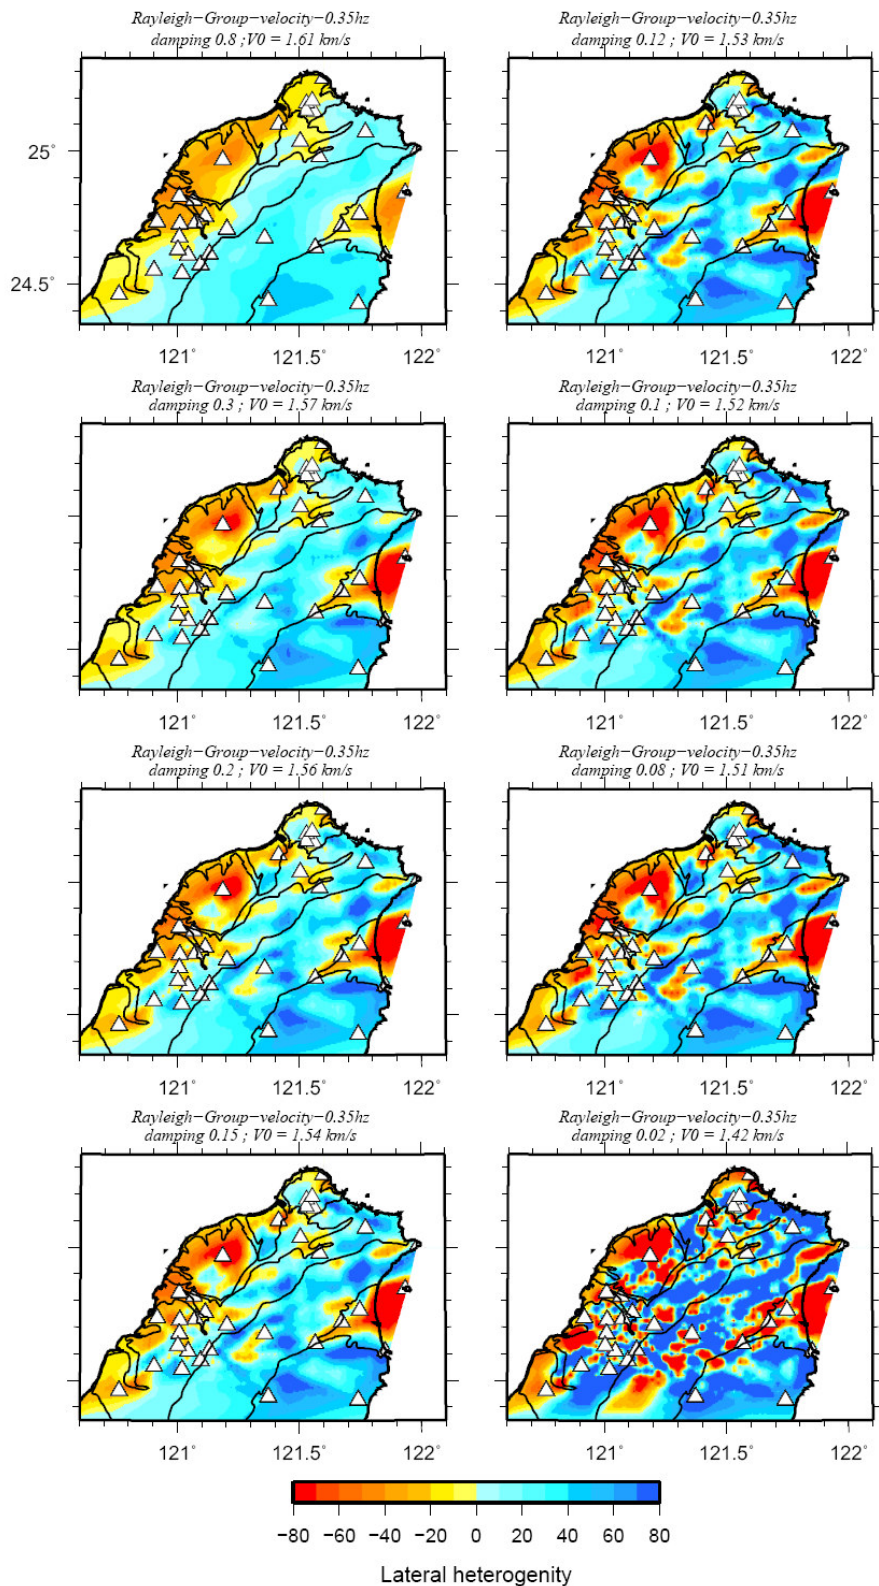 Rayleigh−Group−velocity−0.35hz
damping 0.8 ;V0 = 1.61 km/s
25°
24.5°
121° 121.5° 122°
Rayleigh−Group−velocity−0.35hz
damping 0.12 ; V0 = 1.53 km/s
121° 121.5° 122°
Rayleigh−Group−velocity−0.35hz
damping 0.3 ; V0 = 1.57 km/s
121° 121.5° 122°
Rayleigh−Group−velocity−0.35hz
damping 0.1 ; V0 = 1.52 km/s
121° 121.5° 122°
Rayleigh−Group−velocity−0.35hz
damping 0.2 ; V0 = 1.56 km/s
121° 121.5° 122°
Rayleigh−Group−velocity−0.35hz
damping 0.08 ; V0 = 1.51 km/s
121° 121.5° 122°
Rayleigh−Group−velocity−0.35hz
damping 0.15 ; V0 = 1.54 km/s
121° 121.5° 122°
Rayleigh−Group−velocity−0.35hz
damping 0.02 ; V0 = 1.42 km/s
121° 121.5° 122°
−80 −60 −40 −20 0 20 40 60 80
Lateral heterogenity